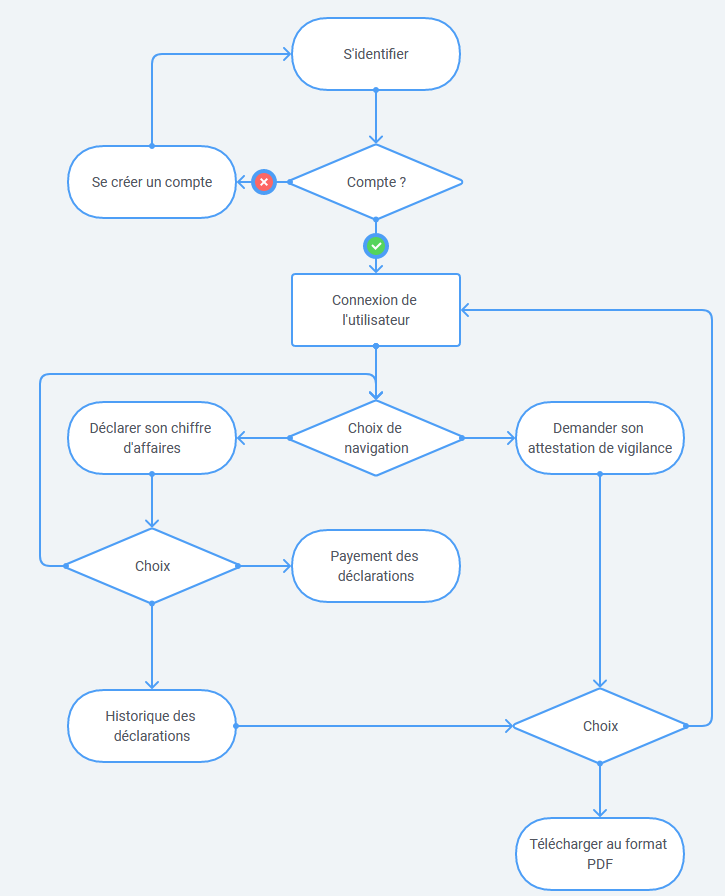 S'identifier
Se créer un compte
Compte ?
Connexion de
l'utilisateur
Déclarer son chiffre
d'affaires
Choix de
navigation
Demander son
attestation de vigilance
Choix
Payement des
déclarations
Historique des
déclarations
Choix
Télécharger au format
PDF